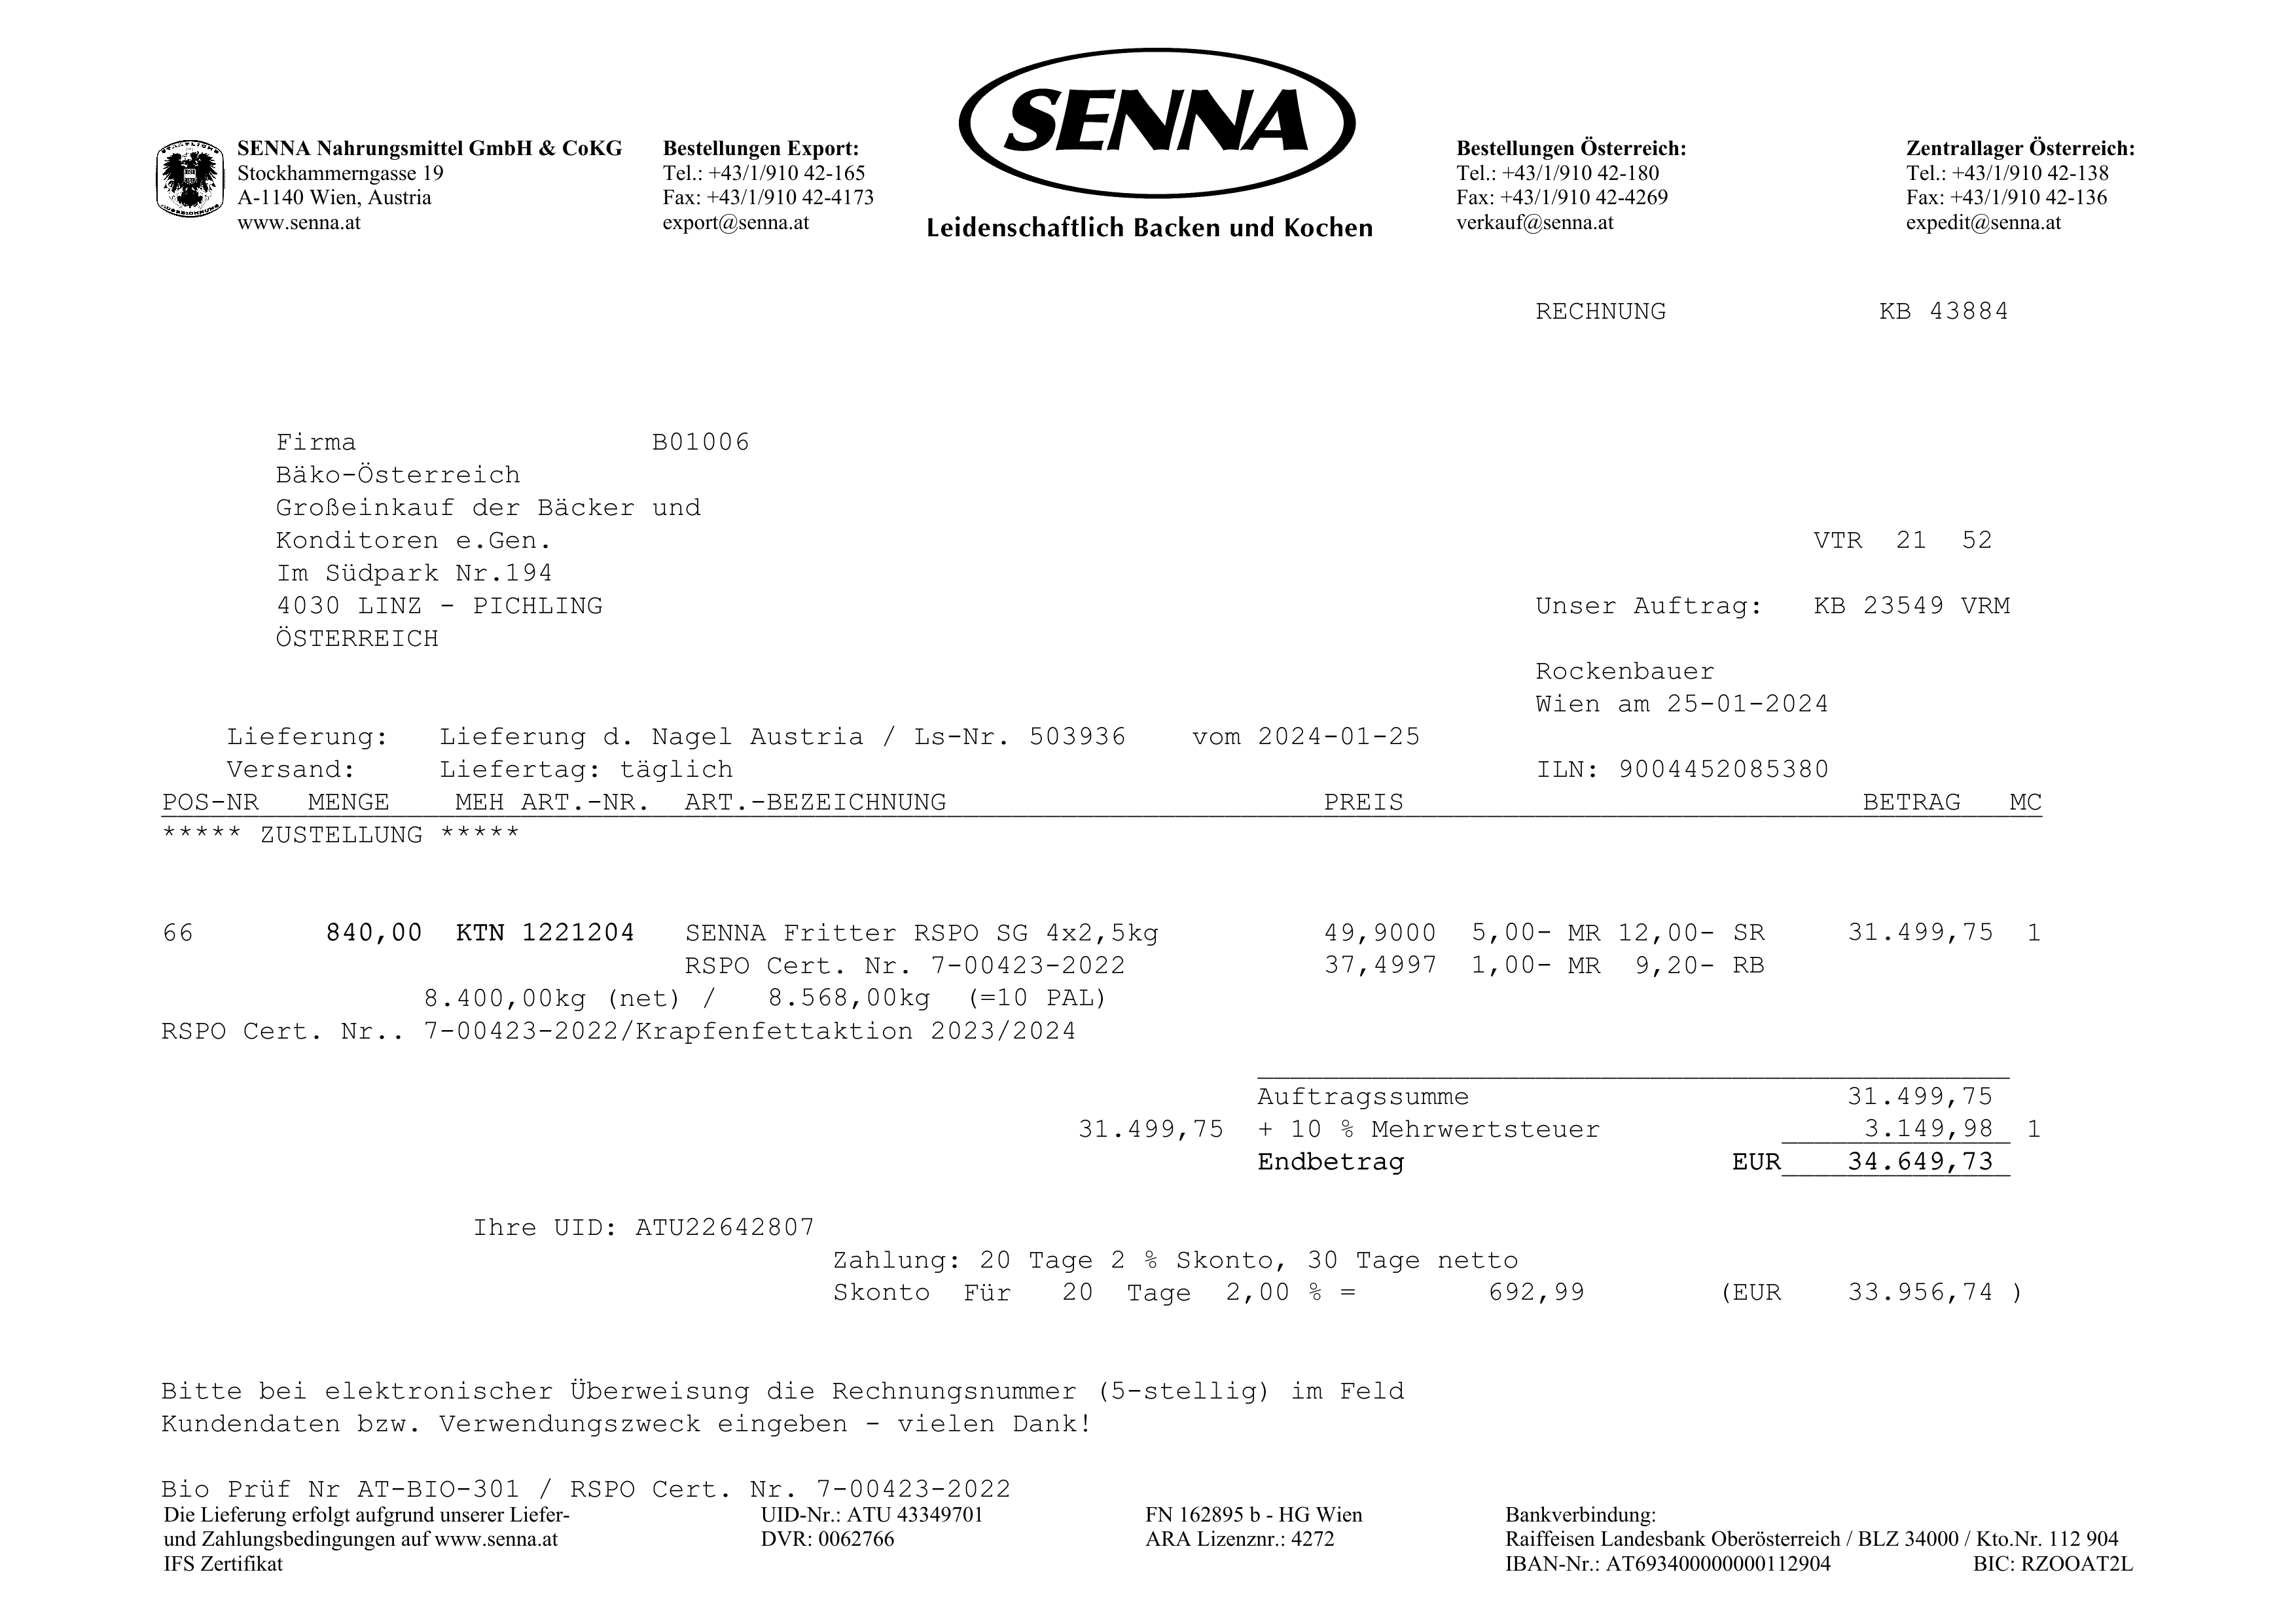 SENNA
Leidenschaftlich Backen und Kochen
SENNA Nahrungsmittel GmbH & CoKG
Stockhammerngasse 19
A-1140 Wien, Austria
www.senna.at
Bestellungen Export:
Tel.: +43/1/910 42-165
Fax: +43/1/910 42-4173
export@senna.at
Bestellungen Österreich:
Tel.: +43/1/910 42-180
Fax: +43/1/910 42-4269
verkauf@senna.at
Zentrallager Österreich:
Tel.: +43/1/910 42-138
Fax: +43/1/910 42-136
expedit@senna.at
RECHNUNG KB 43884
Firma B01006
Bäko-Österreich
Großeinkauf der Bäcker und
Konditoren e.Gen.
Im Südpark Nr.194
4030 LINZ - PICHLING
ÖSTERREICH
VTR 21 52
Unser Auftrag: KB 23549 VRM
Rockenbauer
Wien am 25-01-2024
Lieferung: Lieferung d. Nagel Austria / Ls-Nr. 503936 vom 2024-01-25
Versand: Liefertag: täglich ILN: 9004452085380
POS-NR MENGE MEH ART.-NR. ART.-BEZEICHNUNG PREIS BETRAG MC
***** ZUSTELLUNG *****
66 840,00 KTN 1221204 SENNA Fritter RSPO SG 4x2,5kg 49,9000 5,00- MR 12,00- SR 31.499,75 1
RSPO Cert. Nr. 7-00423-2022 37,4997 1,00- MR 9,20- RB
8.400,00kg (net) / 8.568,00kg (=10 PAL)
RSPO Cert. Nr.. 7-00423-2022/Krapfenfettaktion 2023/2024
Auftragssumme 31.499,75
31.499,75 + 10 % Mehrwertsteuer 3.149,98 1
Endbetrag EUR 34.649,73
Ihre UID: ATU22642807
Zahlung: 20 Tage 2 % Skonto, 30 Tage netto
Skonto Für 20 Tage 2,00 % = 692,99 (EUR 33.956,74 )
Bitte bei elektronischer Überweisung die Rechnungsnummer (5-stellig) im Feld
Kundendaten bzw. Verwendungszweck eingeben - vielen Dank!
Bio Prüf Nr AT-BIO-301 / RSPO Cert. Nr. 7-00423-2022
Die Lieferung erfolgt aufgrund unserer Liefer-
und Zahlungsbedingungen auf www.senna.at
IFS Zertifikat
UID-Nr.: ATU 43349701
DVR: 0062766
FN 162895 b - HG Wien
ARA Lizenznr.: 4272
Bankverbindung:
Raiffeisen Landesbank Oberösterreich / BLZ 34000 / Kto.Nr. 112 904
IBAN-Nr.: AT693400000000112904 BIC: RZOOAT2L